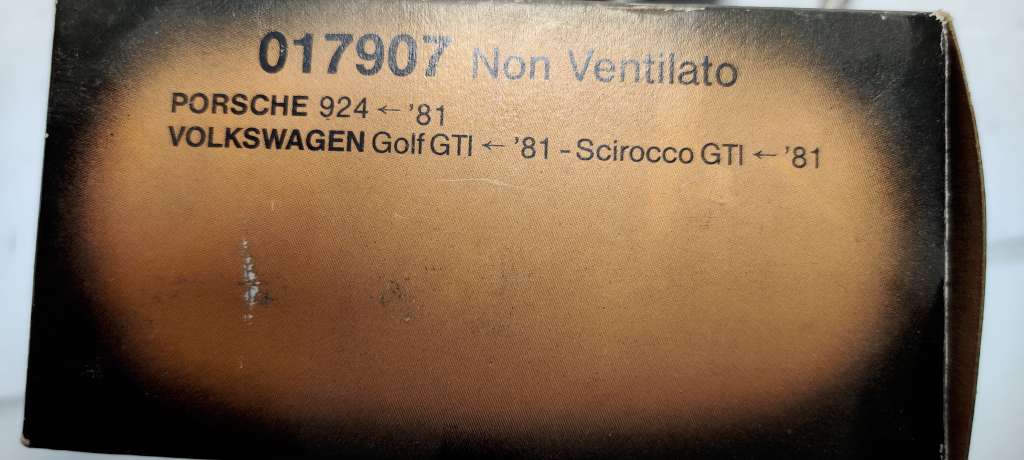 017907 Non Ventilato
PORSCHE 924 ← '81
VOLKSWAGEN Golf GTI ← '81 - Scirocco GTI ← '81